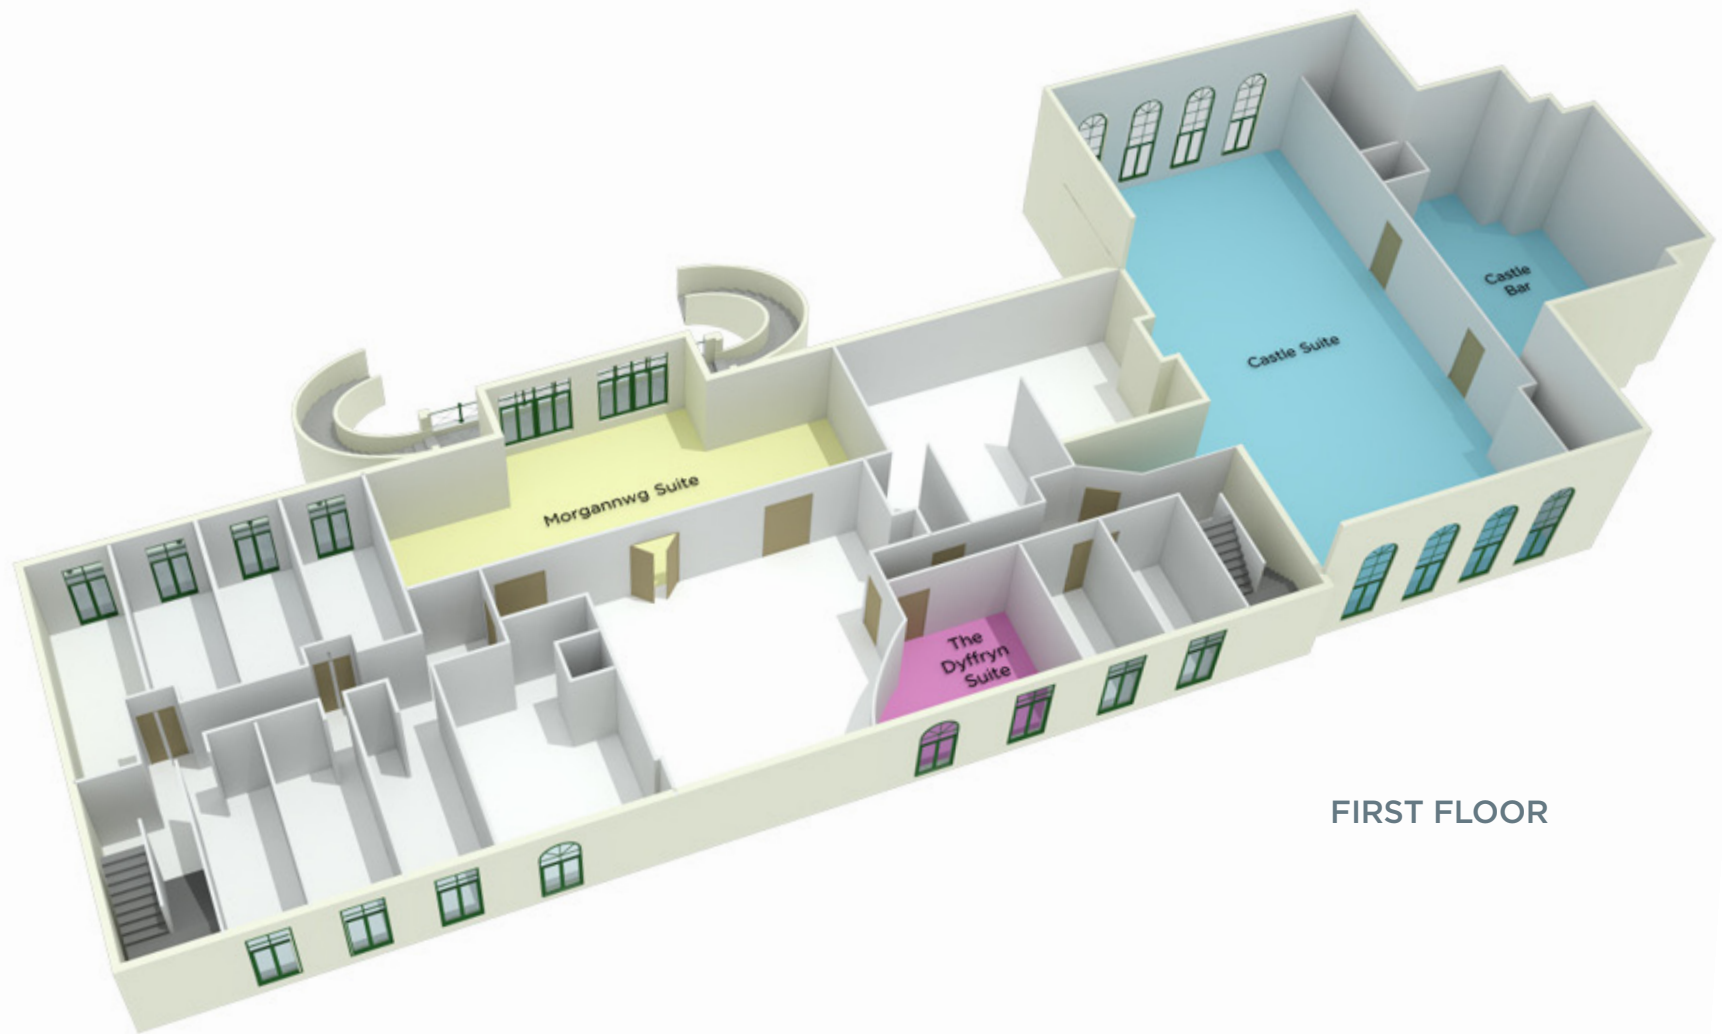 Castle
Bar
Castle Suite
Morgannwg Suite
The
Dyffryn
Suite
FIRST FLOOR